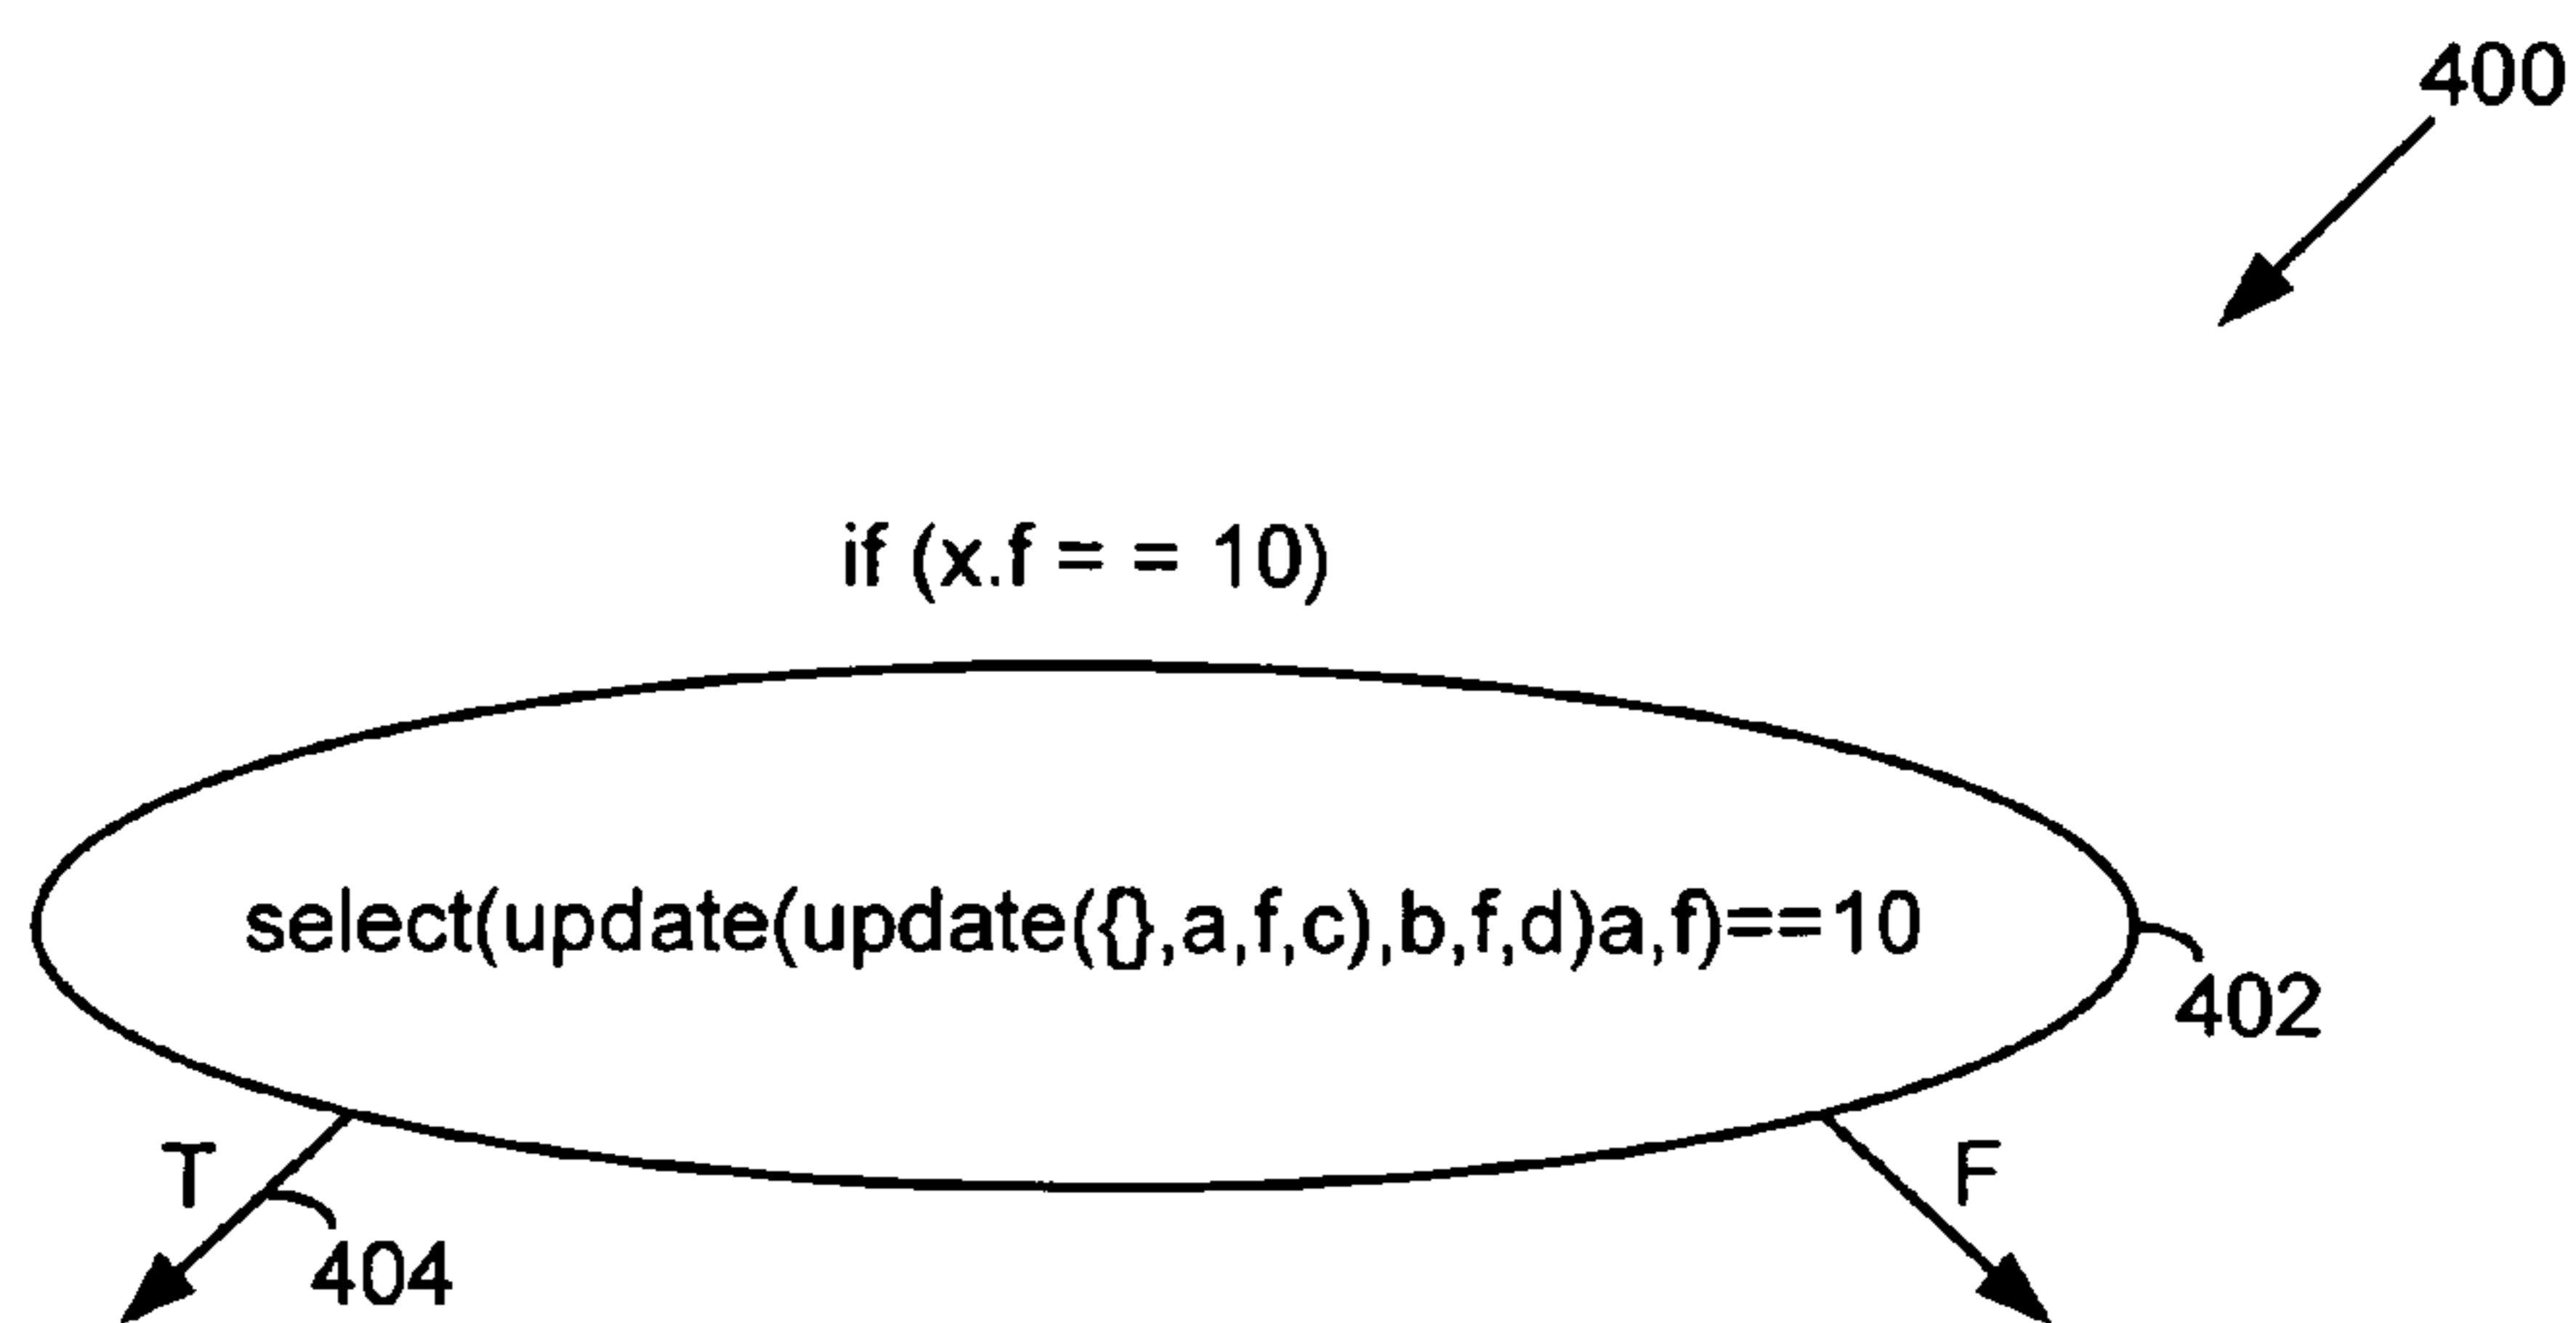 400
if (x.f = = 10)
select(update(update({},a,f,c),b,f,d)a,f)==10
402
T
F
404